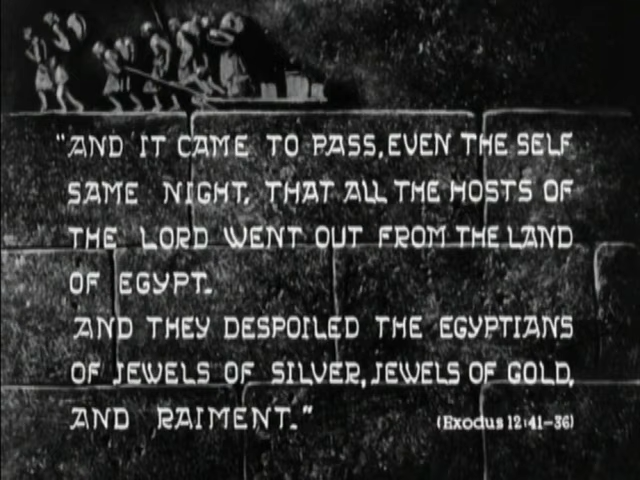 "AND IT CAME TO PASS, EVEN THE SELF
SAME NIGHT, THAT ALL THE HOSTS OF
THE LORD WENT OUT FROM THE LAND
OF EGYPT.
AND THEY DESPOILED THE EGYPTIANS
OF JEWELS OF SILVER, JEWELS OF GOLD,
AND RAIMENT."
(Exodus 12:41-36)